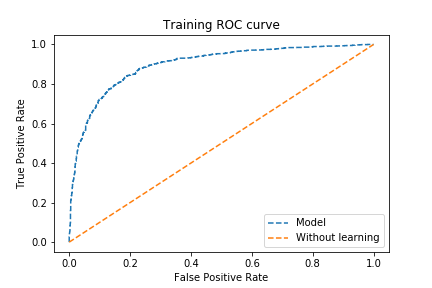 Training ROC curve
True Positive Rate
1.0
0.8
0.6
0.4
0.2
0.0
Model
Without learning
0.0 0.2 0.4 0.6 0.8 1.0
False Positive Rate